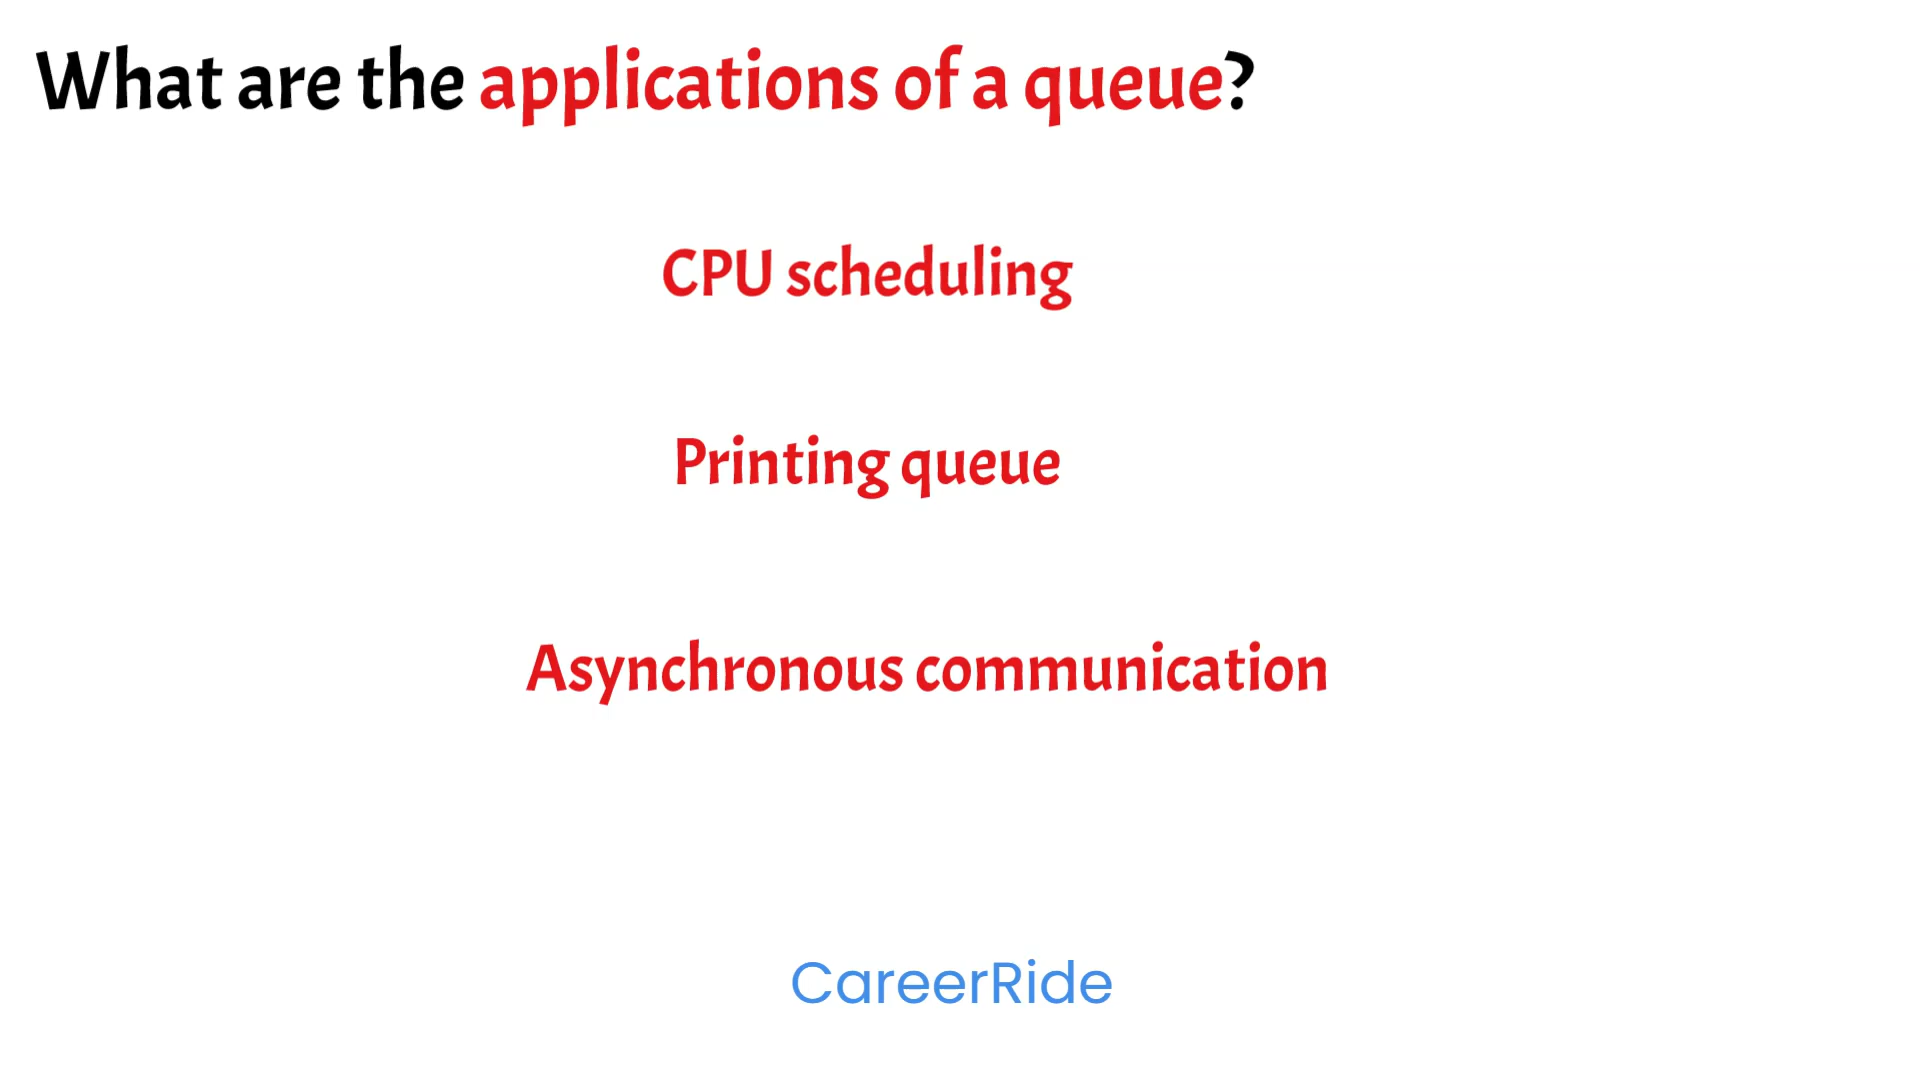 What are the applications of a queue?
CPU scheduling
Printing queue
Asynchronous communication
CareerRide